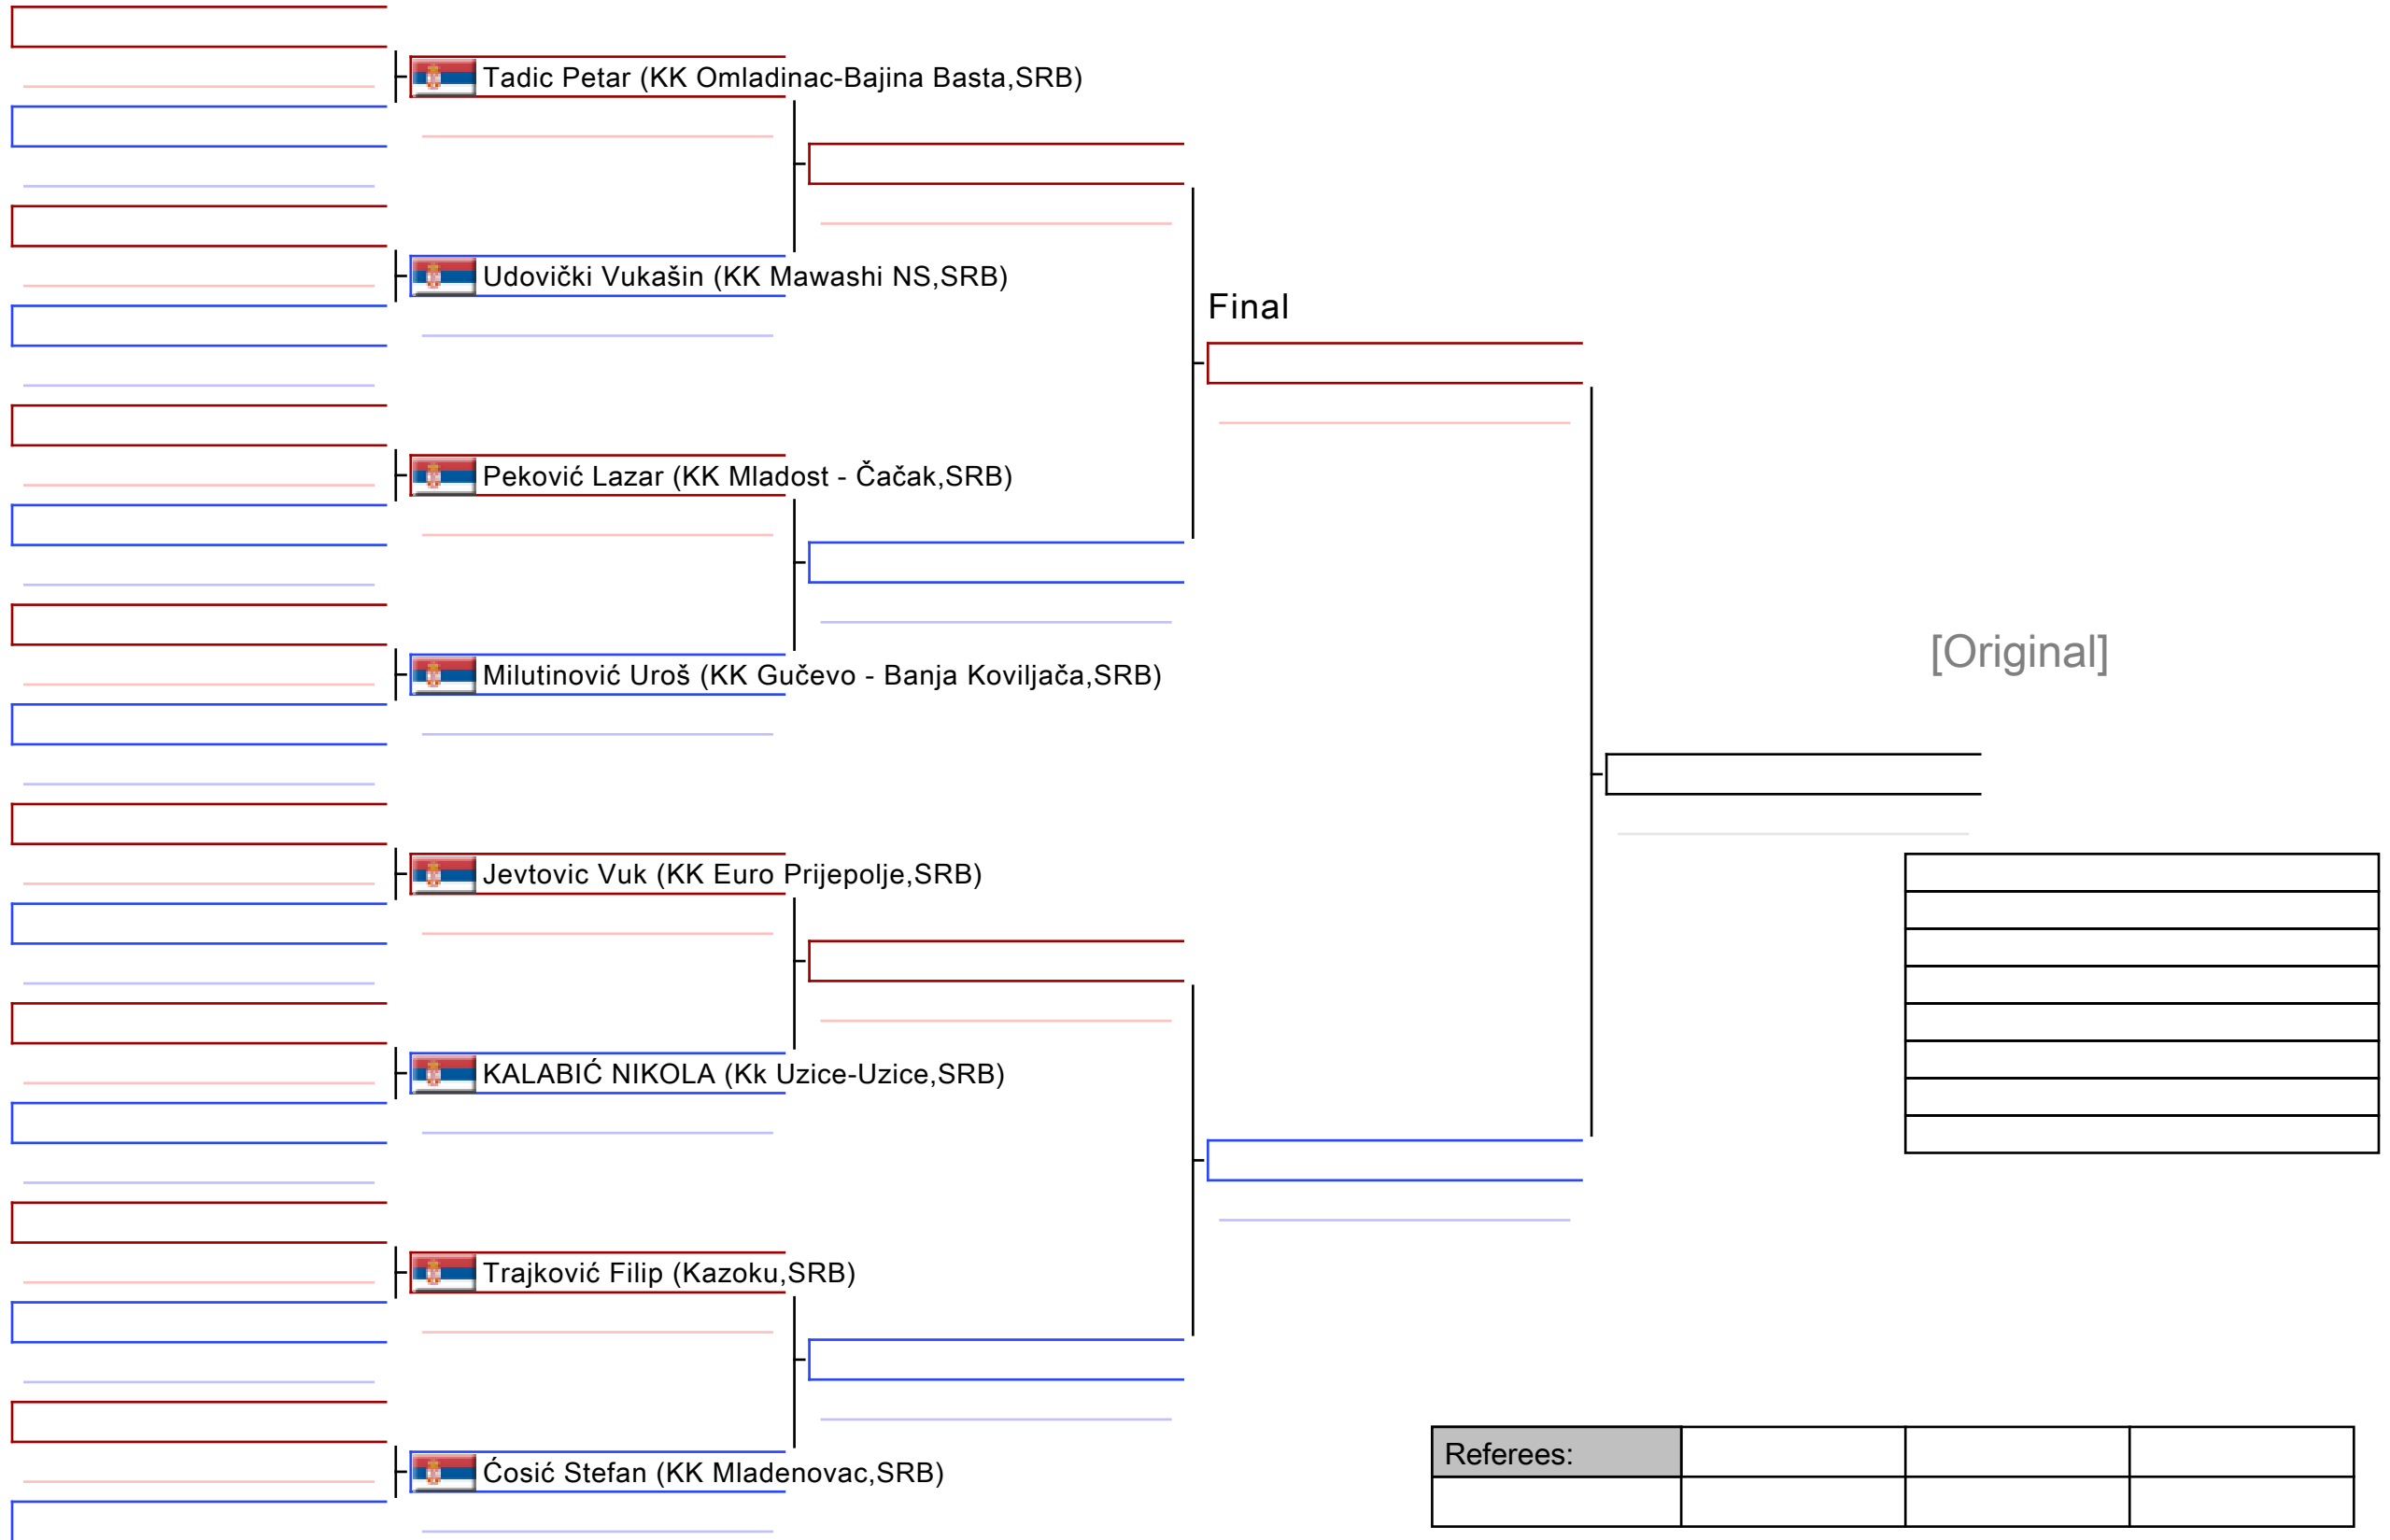 Tadic Petar (KK Omladinac-Bajina Basta,SRB)
Udovički Vukašin (KK Mawashi NS,SRB)
Final
Peković Lazar (KK Mladost - Čačak,SRB)
[Original]
Milutinović Uroš (KK Gučevo - Banja Koviljača,SRB)
Jevtovic Vuk (KK Euro Prijepolje,SRB)
KALABIĆ NIKOLA (Kk Uzice-Uzice,SRB)
Trajković Filip (Kazoku,SRB)
Referees:
Ćosić Stefan (KK Mladenovac,SRB)